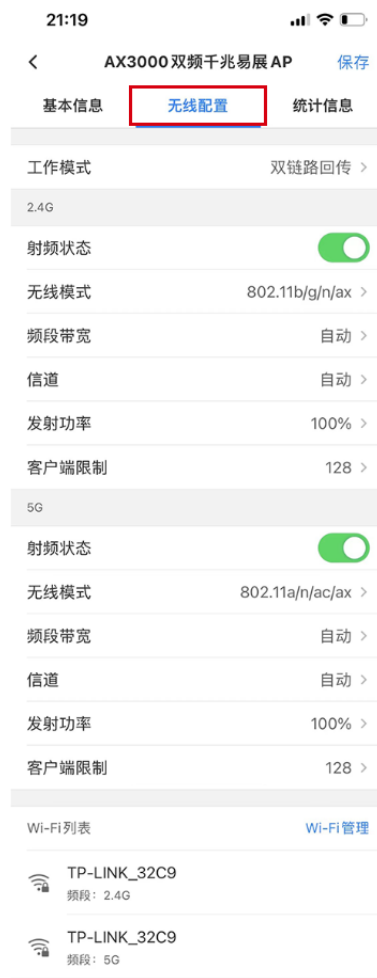 21:19
AX3000双频千兆易展AP 保存
基本信息 无线配置 统计信息
工作模式 双链路回传
2.4G
射频状态
无线模式 802.11b/g/n/ax
频段带宽 自动
信道 自动
发射功率 100%
客户端限制 128
5G
射频状态
无线模式 802.11a/n/ac/ax
频段带宽 自动
信道 自动
发射功率 100%
客户端限制 128
Wi-Fi列表 Wi-Fi管理
TP-LINK_32C9
频段：2.4G
TP-LINK_32C9
频段：5G